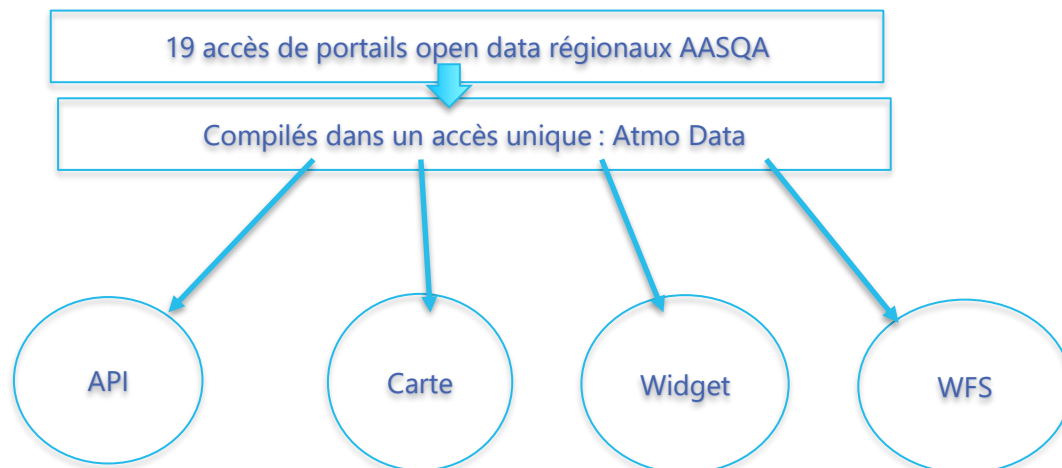 19 accès de portails open data régionaux AASQA
Compilés dans un accès unique : Atmo Data
API
Carte
Widget
WFS